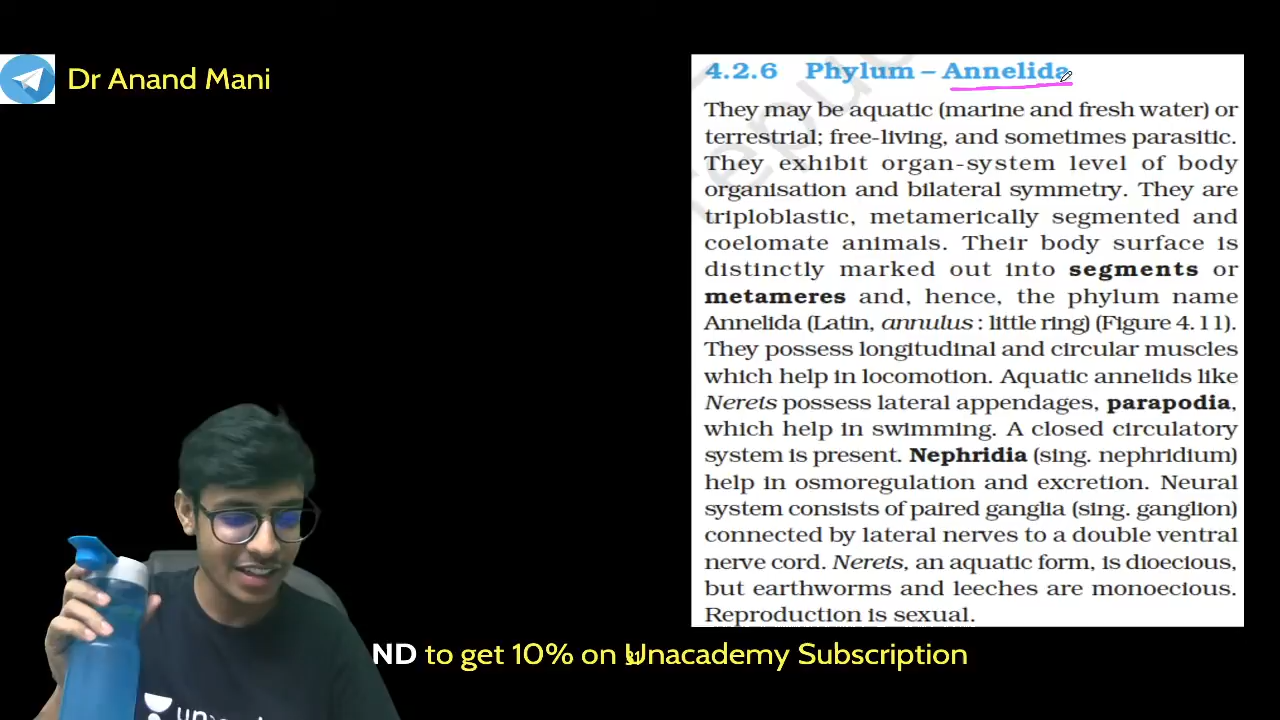 Dr Anand Mani
4.2.6 Phylum – Annelida
They may be aquatic (marine and fresh water) or
terrestrial; free-living, and sometimes parasitic.
They exhibit organ-system level of body
organisation and bilateral symmetry. They are
triploblastic, metamerically segmented and
coelomate animals. Their body surface is
distinctly marked out into segments or
metameres and, hence, the phylum name
Annelida (Latin, annulus : little ring) (Figure 4.11).
They possess longitudinal and circular muscles
which help in locomotion. Aquatic annelids like
Nereis possess lateral appendages, parapodia,
which help in swimming. A closed circulatory
system is present. Nephridia (sing. nephridium)
help in osmoregulation and excretion. Neural
system consists of paired ganglia (sing. ganglion)
connected by lateral nerves to a double ventral
nerve cord. Nereis, an aquatic form, is dioecious,
but earthworms and leeches are monoecious.
Reproduction is sexual.
ND to get 10% on Unacademy Subscription